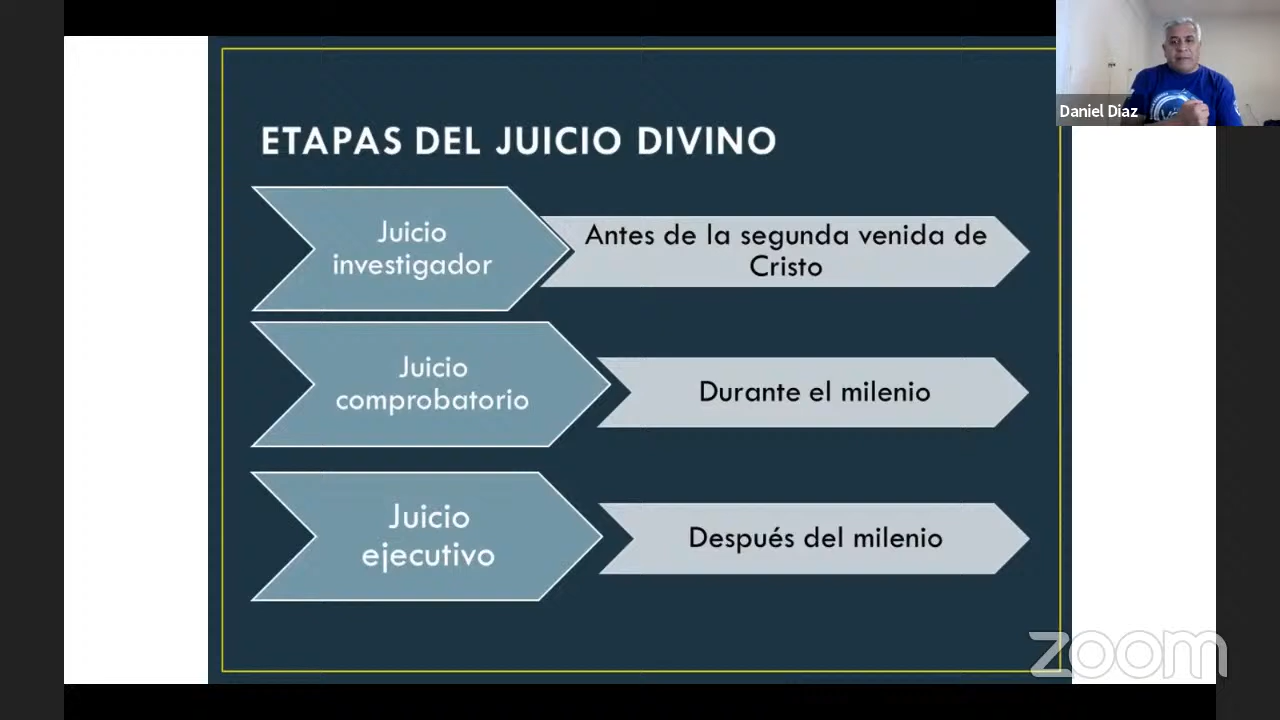 Daniel Diaz
ETAPAS DEL JUICIO DIVINO
Juicio
investigador
Antes de la segunda venida de
Cristo
Juicio
comprobatorio
Durante el milenio
Juicio
ejecutivo
Después del milenio
zoom